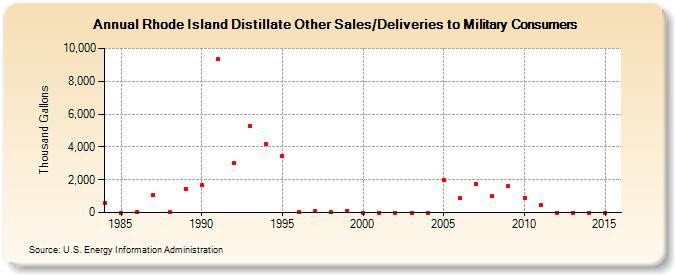 Annual Rhode Island Distillate Other Sales/Deliveries to Military Consumers
Thousand Gallons
10,000
8,000
6,000
4,000
2,000
0
1985 1990 1995 2000 2005 2010 2015
Source: U.S. Energy Information Administration